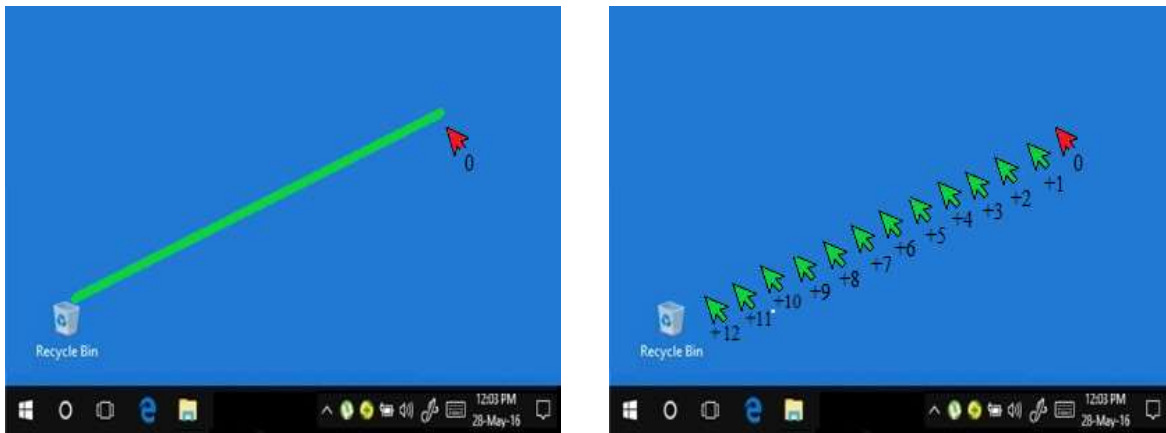 0
Recycle Bin
12:03 PM
28-May-16
0
+1
+2
+3
+4
+5
+6
+7
+8
+9
+10
+11
+12
Recycle Bin
12:03 PM
28-May-16